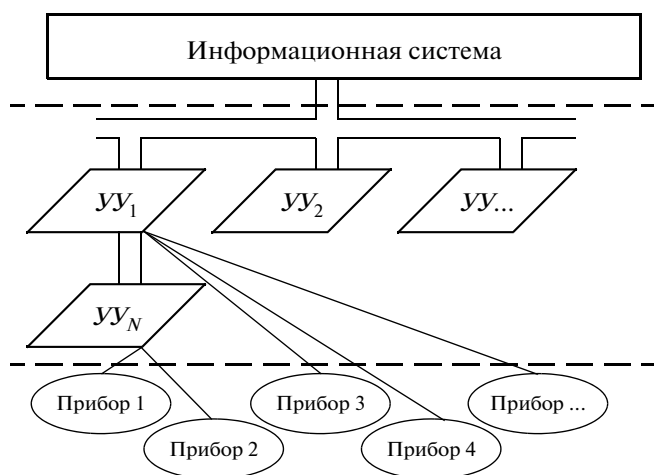 Информационная система
УУ1
УУ2
УУ...
УУN
Прибор 1
Прибор 3
Прибор ...
Прибор 2
Прибор 4